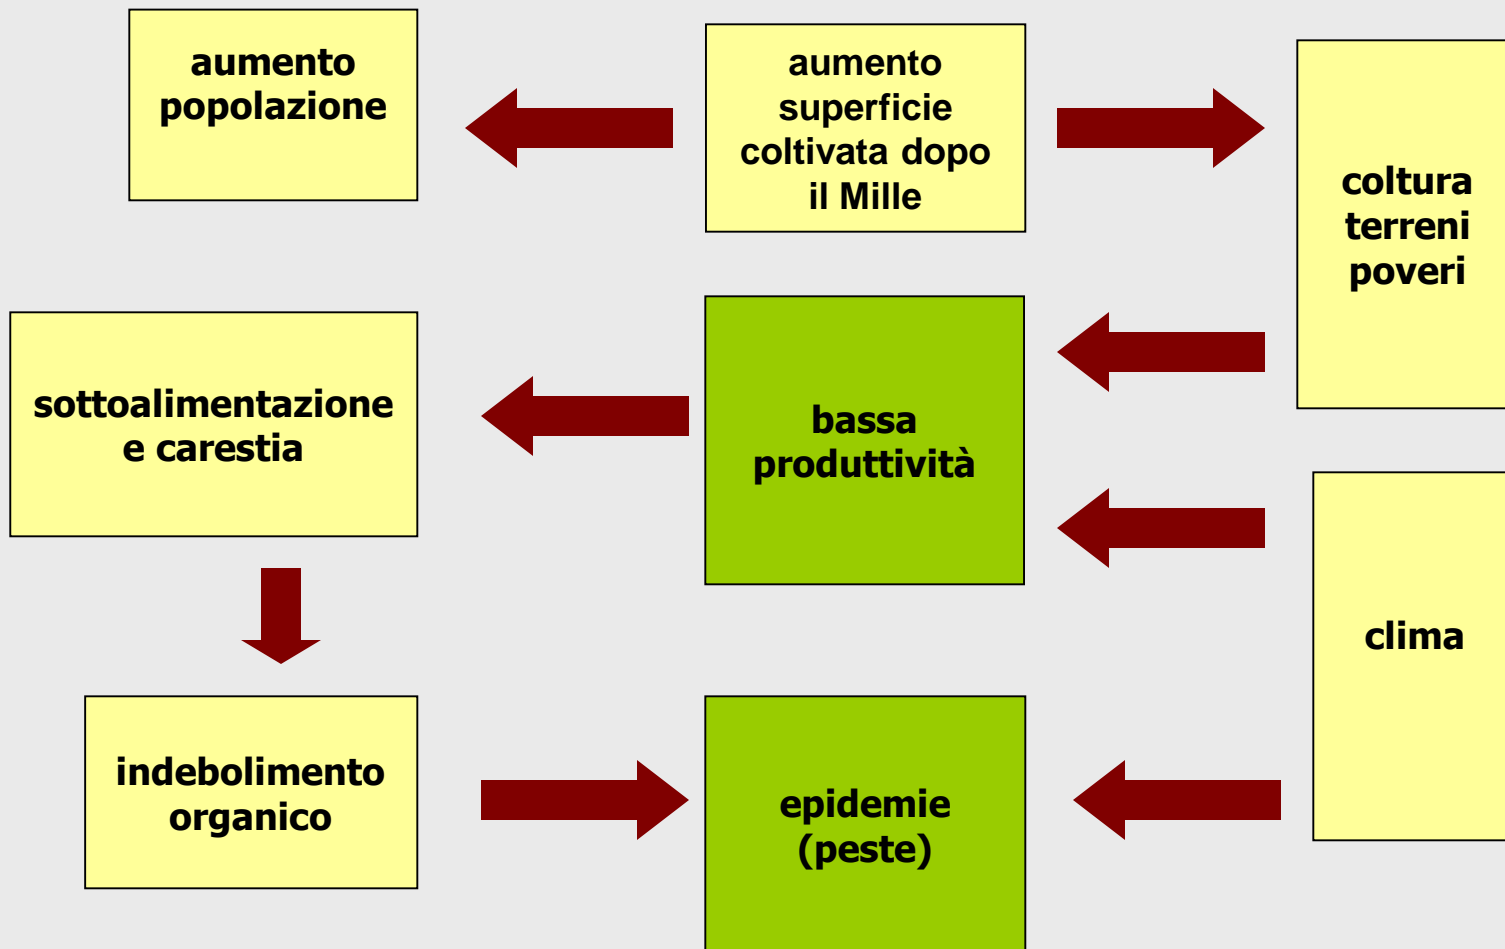 aumento
popolazione
aumento
superficie
coltivata dopo
il Mille
coltura
terreni
poveri
sottoalimentazione
e carestia
bassa
produttività
clima
indebolimento
organico
epidemie
(peste)